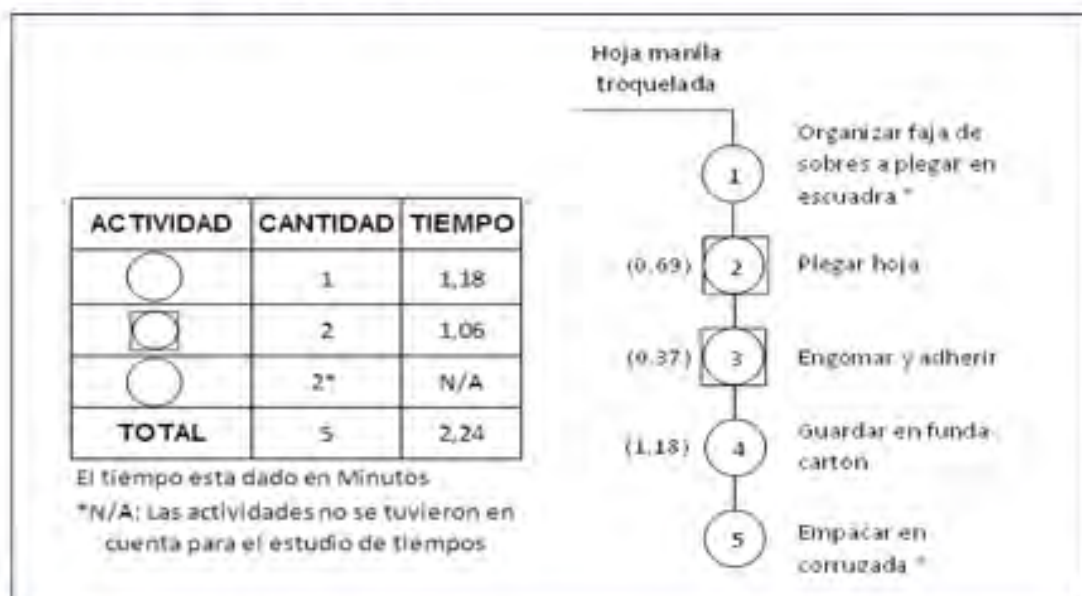 ACTIVIDAD CANTIDAD TIEMPO
1 1,18
2 1,06
2* N/A
TOTAL 5 2,24
El tiempo esta dado en Minutos
*N/A: Las actividades no se tuvieron en
cuenta para el estudio de tiempos
Hoja manila
troquelada
1
Organizar faja de
sobres a plegar en
escuadra *
(0.69) 2 Plegar hoja
(0.37) 3 Engomar y adherir
(1.18) 4
Guardar en funda
carton
5
Empacar en
corrugada *